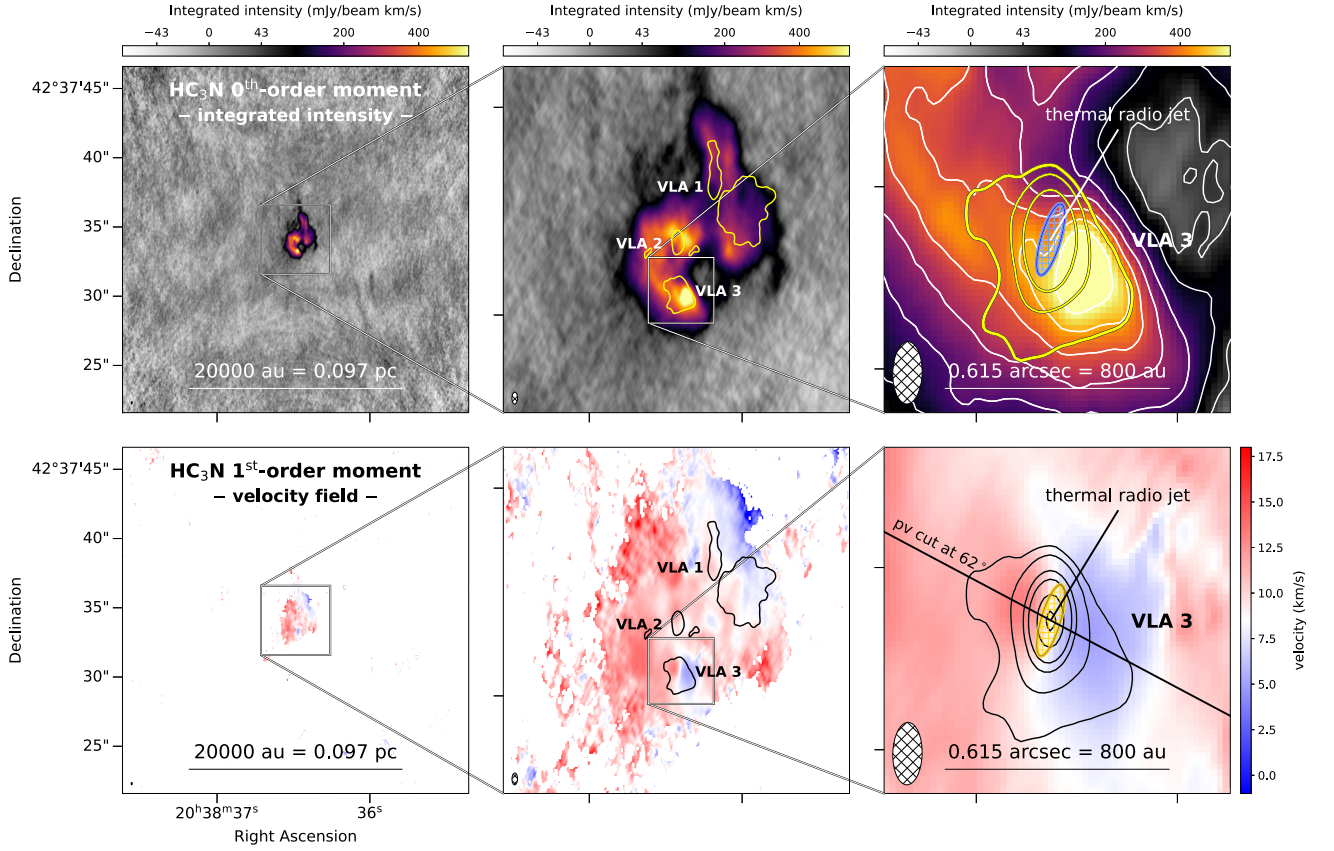 Integrated intensity (mJy/beam km/s)
Integrated intensity (mJy/beam km/s)
Integrated intensity (mJy/beam km/s)
−43 0 43 200 400
−43 0 43 200 400
−43 0 43 200 400
42°37'45"
40"
35"
30"
25"
Declination
HC₃N 0ᵗʰ-order moment
– integrated intensity –
20000 au = 0.097 pc
VLA 1
VLA 2
VLA 3
thermal radio jet
VLA 3
0.615 arcsec = 800 au
42°37'45"
40"
35"
30"
25"
Declination
HC₃N 1ˢᵗ-order moment
– velocity field –
20000 au = 0.097 pc
20ʰ38ᵐ37ˢ
36ˢ
Right Ascension
VLA 1
VLA 2
VLA 3
thermal radio jet
pv cut at 62°
VLA 3
0.615 arcsec = 800 au
17.5
15.0
12.5
10.0
7.5
5.0
2.5
0.0
velocity (km/s)